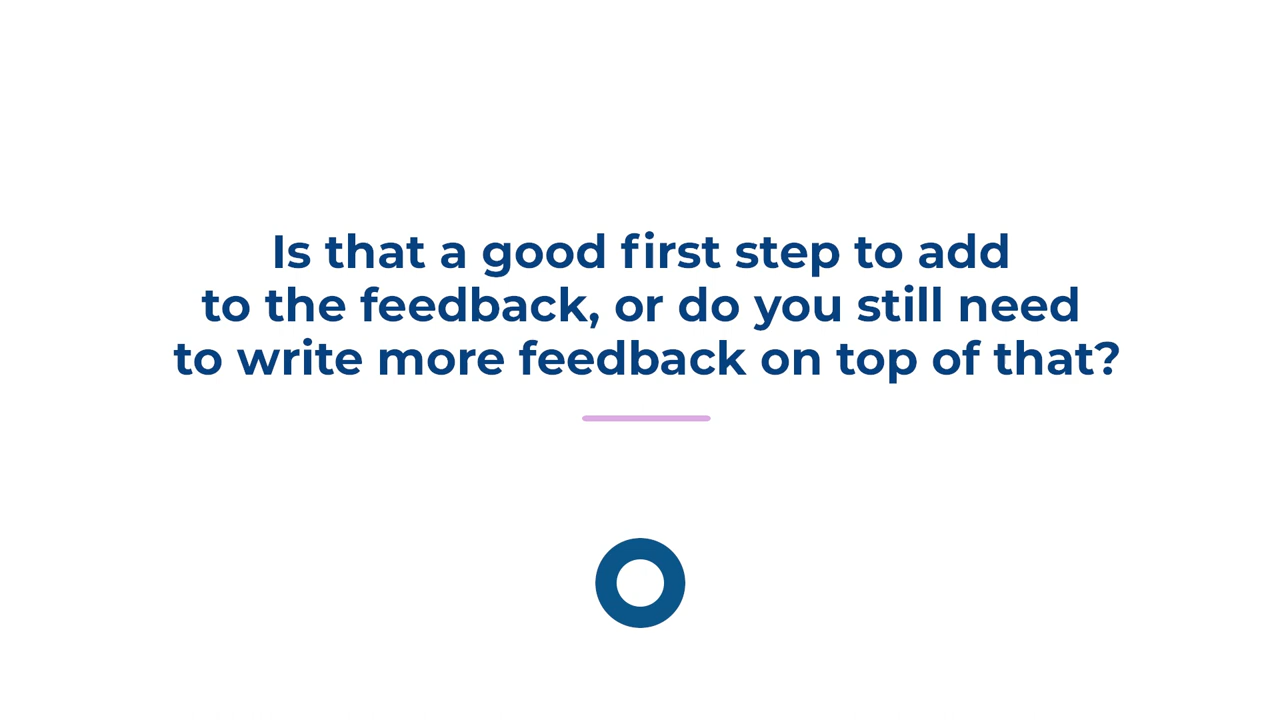 Is that a good first step to add
to the feedback, or do you still need
to write more feedback on top of that?